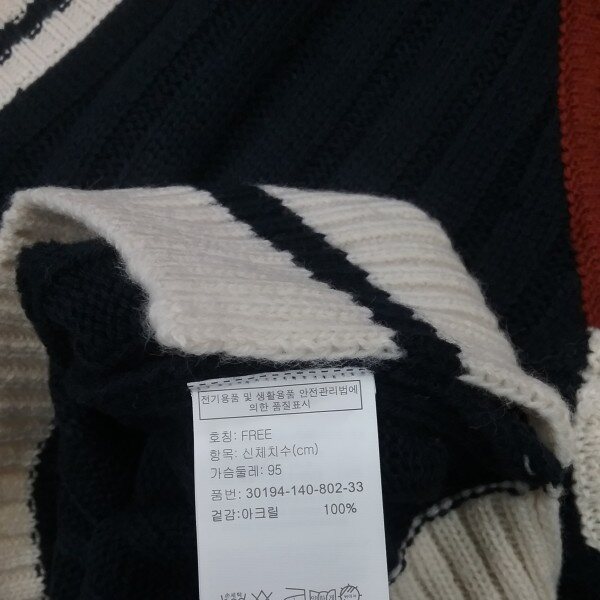 전기용품 및 생활용품 안전관리법에
의한 품질표시
호칭: FREE
항목: 신체치수(cm)
가슴둘레: 95
품번: 30194-140-802-33
겉감:아크릴 100%